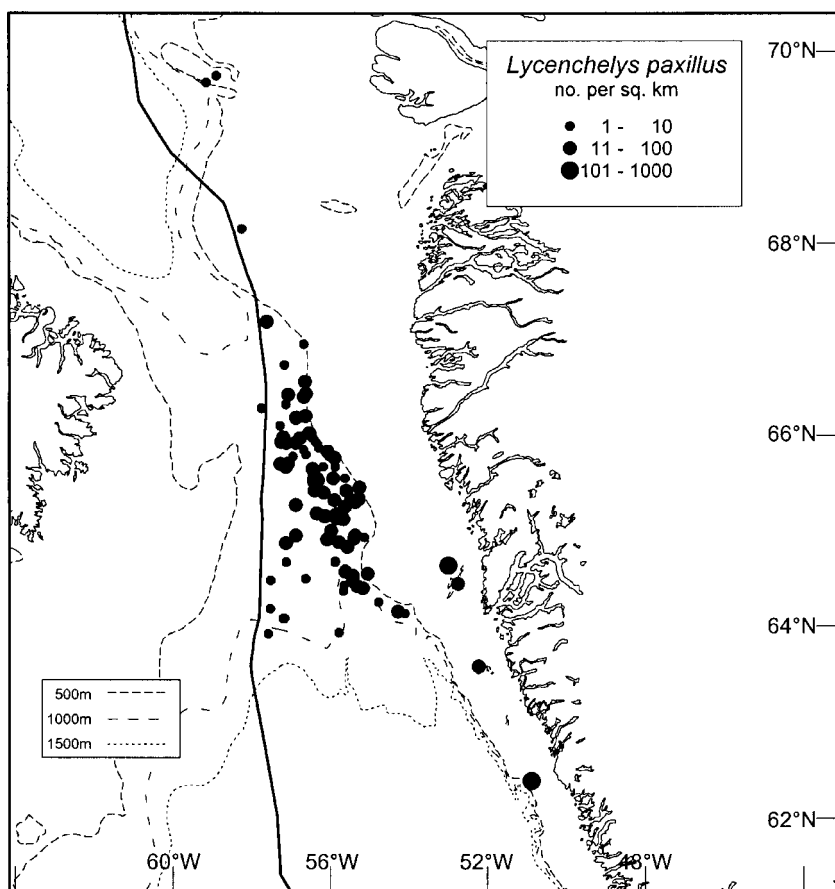 Lycenchelys paxillus
no. per sq. km
1 - 10
11 - 100
101 - 1000
70°N
68°N
66°N
64°N
62°N
500m
1000m
1500m
60°W
56°W
52°W
48°W